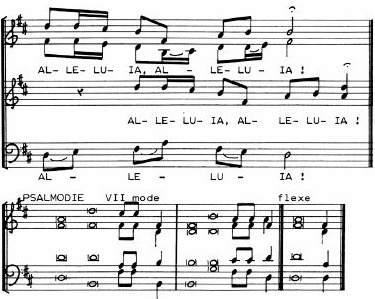 AL- LE- LU- IA, AL- LE- LU- IA !
AL- LE- LU- IA, AL- LE- LU- IA !
AL- LE- LU- IA !
PSALMODIE VII mode flexe